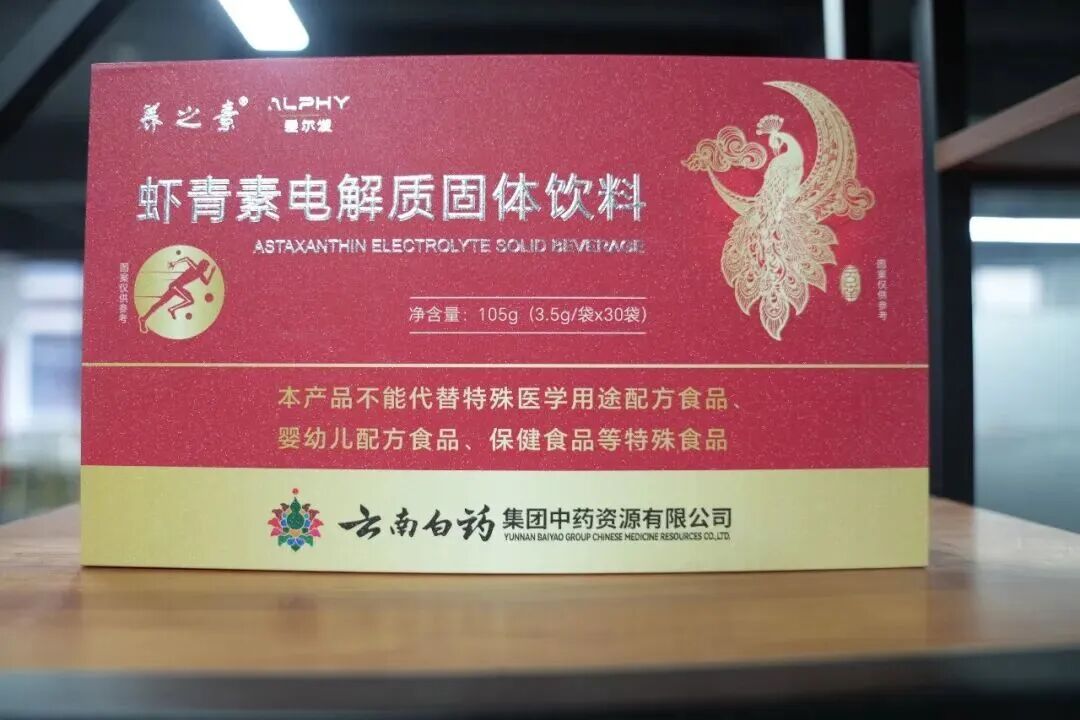 养之素®
ALPHY
爱尔发
虾青素电解质固体饮料
ASTAXANTHIN ELECTROLYTE SOLID BEVERAGE
图案仅供参考
图案仅供参考
净含量：105g（3.5g/袋x30袋）
本产品不能代替特殊医学用途配方食品、
婴幼儿配方食品、保健食品等特殊食品
云南白药 集团中药资源有限公司
YUNNAN BAIYAO GROUP CHINESE MEDICINE RESOURCES CO.,LTD.